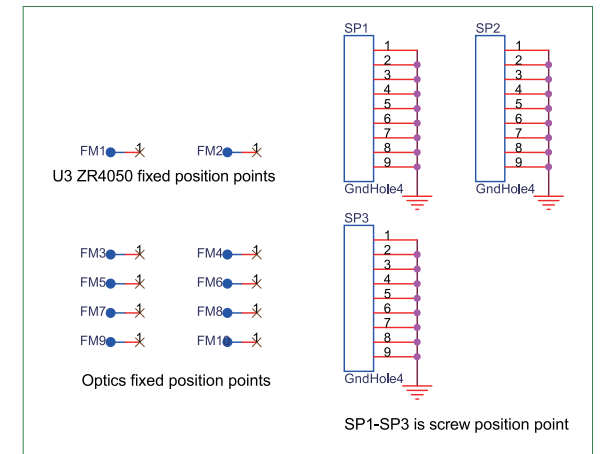 SP1
1
2
3
4
5
6
7
8
9
GndHole4
SP2
1
2
3
4
5
6
7
8
9
GndHole4
FM1 1
FM2 1
U3 ZR4050 fixed position points
SP3
1
2
3
4
5
6
7
8
9
GndHole4
FM3 1
FM4 1
FM5 1
FM6 1
FM7 1
FM8 1
FM9 1
FM10 1
Optics fixed position points
SP1-SP3 is screw position point